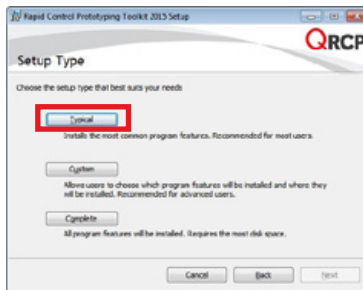 Rapid Control Prototyping Toolkit 2015 Setup
QRCP
Setup Type
Choose the setup type that best suits your needs
Typical
Installs the most common program features. Recommended for most users.
Custom
Allows users to choose which program features will be installed and where they
will be installed. Recommended for advanced users.
Complete
All program features will be installed. Requires the most disk space.
Cancel Back Next